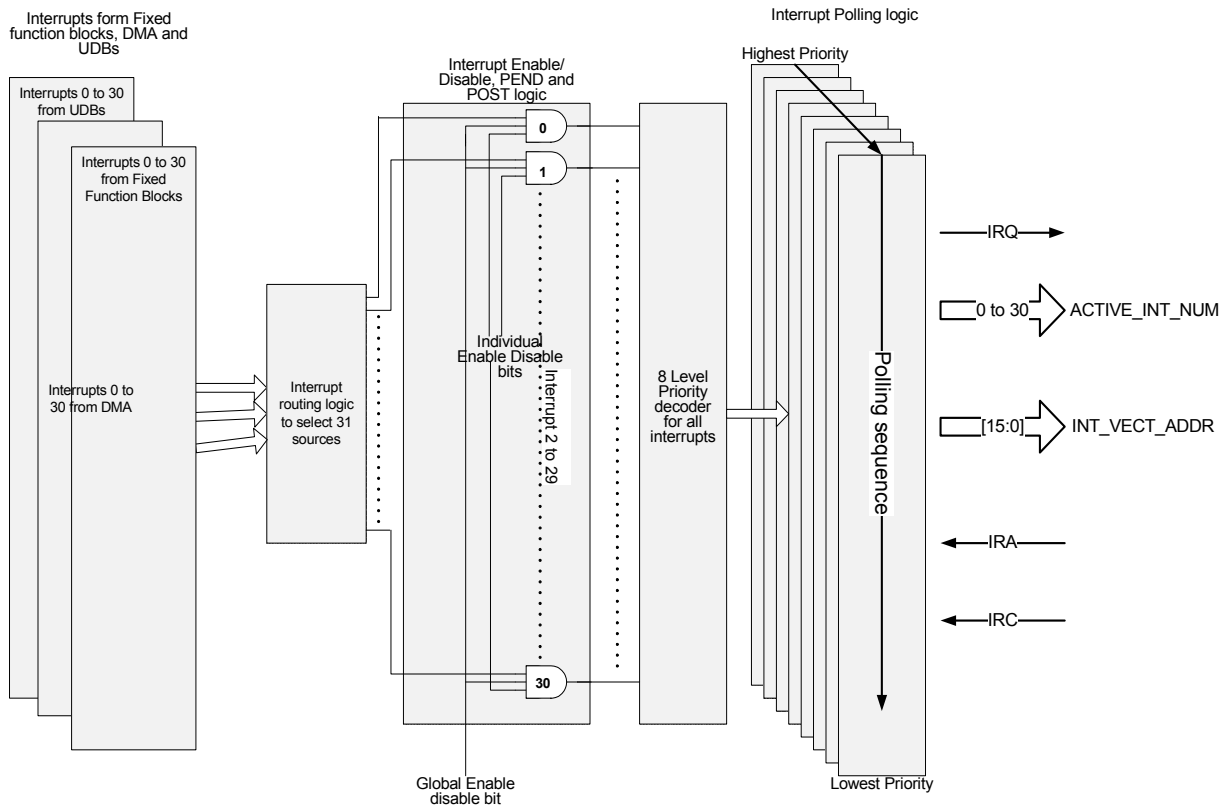 Interrupts form Fixed
function blocks, DMA and
UDBs
Interrupts 0 to 30
from UDBs
Interrupts 0 to 30
from Fixed
Function Blocks
Interrupts 0 to
30 from DMA
Interrupt
routing logic
to select 31
sources
Interrupt Enable/
Disable, PEND and
POST logic
0
1
Individual
Enable Disable
bits
Interrupt 2 to 29
30
Global Enable
disable bit
8 Level
Priority
decoder
for all
interrupts
Interrupt Polling logic
Highest Priority
Polling sequence
Lowest Priority
IRQ
0 to 30
ACTIVE_INT_NUM
[15:0]
INT_VECT_ADDR
IRA
IRC